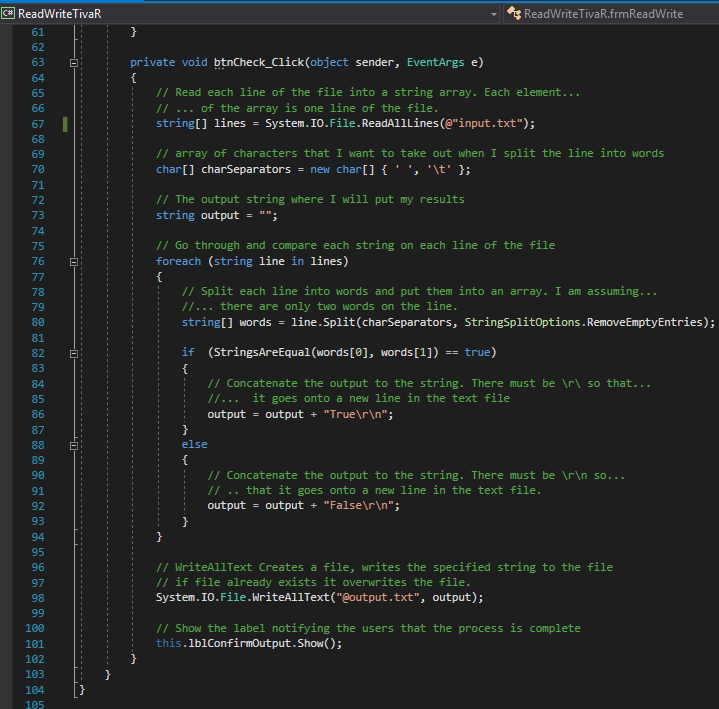 C# ReadWriteTivaR ReadWriteTivaR.frmReadWrite
61 }
62
63 private void btnCheck_Click(object sender, EventArgs e)
64 {
65 // Read each line of the file into a string array. Each element...
66 // ... of the array is one line of the file.
67 string[] lines = System.IO.File.ReadAllLines(@"input.txt");
68
69 // array of characters that I want to take out when I split the line into words
70 char[] charSeparators = new char[] { ' ', '\t' };
71
72 // The output string where I will put my results
73 string output = "";
74
75 // Go through and compare each string on each line of the file
76 foreach (string line in lines)
77 {
78 // Split each line into words and put them into an array. I am assuming...
79 //... there are only two words on the line.
80 string[] words = line.Split(charSeparators, StringSplitOptions.RemoveEmptyEntries);
81
82 if (StringsAreEqual(words[0], words[1]) == true)
83 {
84 // Concatenate the output to the string. There must be \r\ so that...
85 //... it goes onto a new line in the text file
86 output = output + "True\r\n";
87 }
88 else
89 {
90 // Concatenate the output to the string. There must be \r\n so...
91 // .. that it goes onto a new line in the text file.
92 output = output + "False\r\n";
93 }
94 }
95
96 // WriteAllText Creates a file, writes the specified string to the file
97 // if file already exists it overwrites the file.
98 System.IO.File.WriteAllText("@output.txt", output);
99
100 // Show the label notifying the users that the process is complete
101 this.lblConfirmOutput.Show();
102 }
103 }
104 }
105